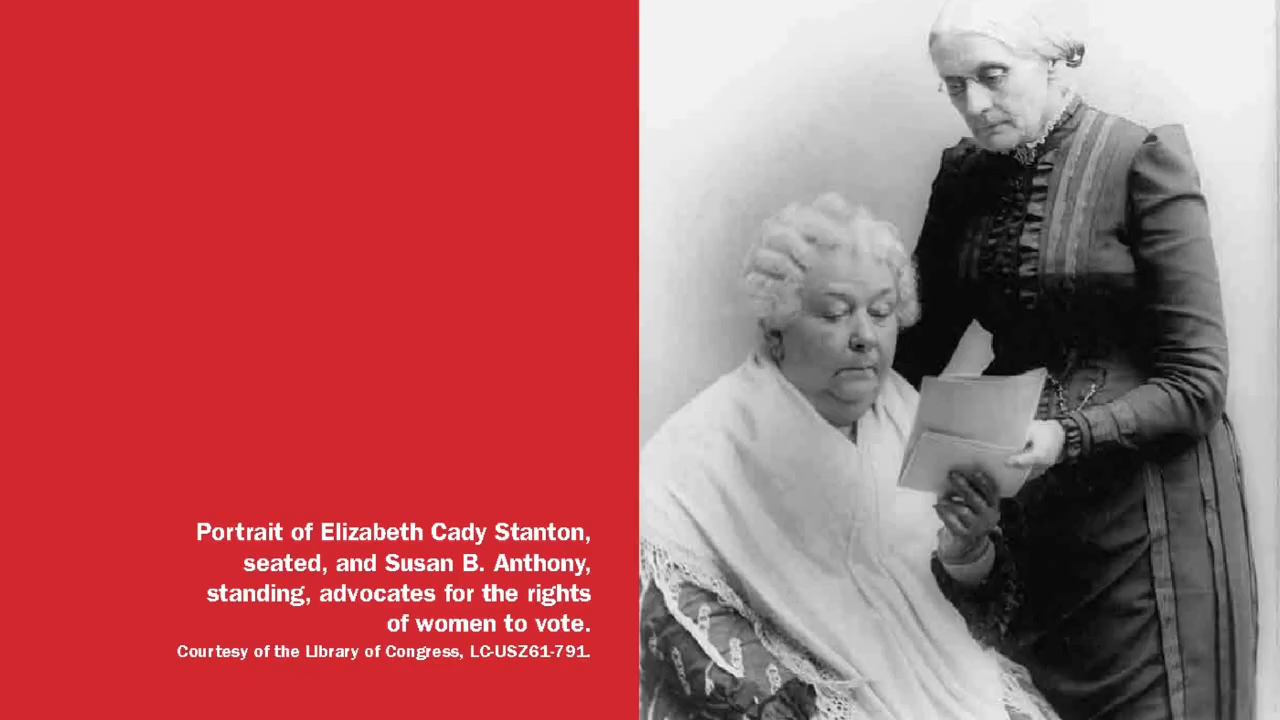 Portrait of Elizabeth Cady Stanton,
seated, and Susan B. Anthony,
standing, advocates for the rights
of women to vote.
Courtesy of the Library of Congress, LC-USZ61-791.